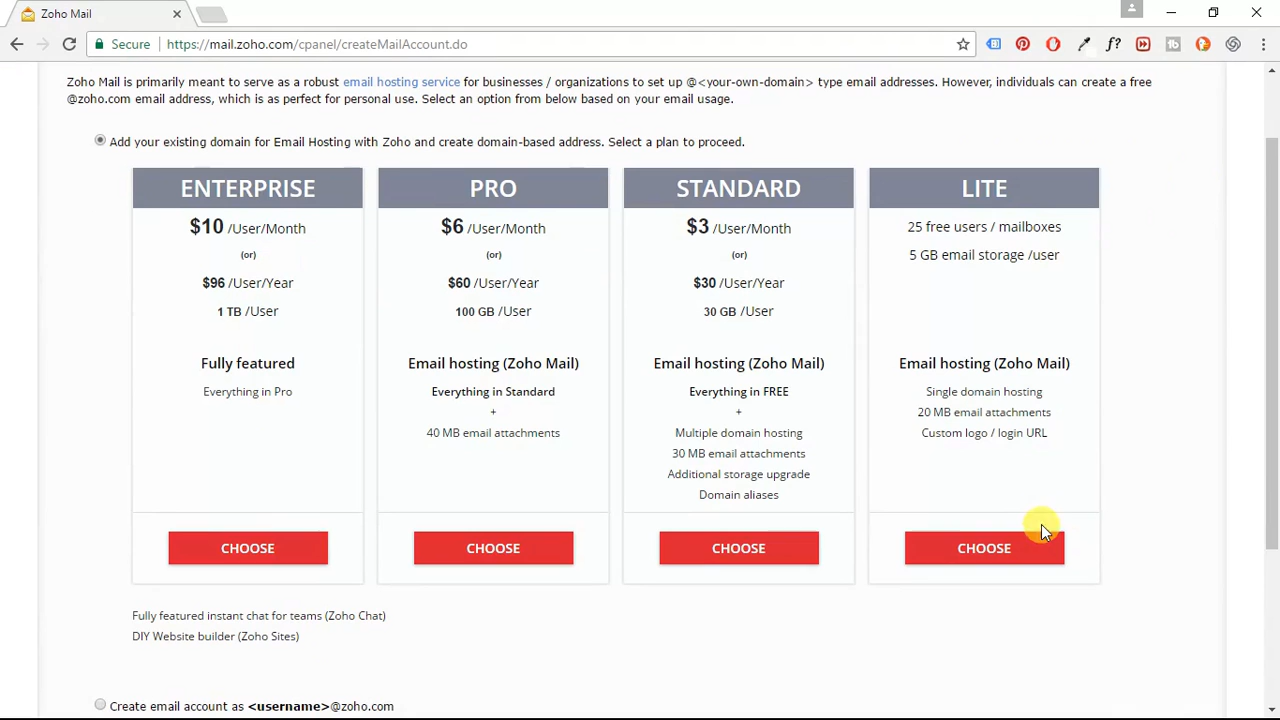 Zoho Mail
Secure https://mail.zoho.com/cpanel/createMailAccount.do
Zoho Mail is primarily meant to serve as a robust email hosting service for businesses / organizations to set up @<your-own-domain> type email addresses. However, individuals can create a free
@zoho.com email address, which is as perfect for personal use. Select an option from below based on your email usage.
Add your existing domain for Email Hosting with Zoho and create domain-based address. Select a plan to proceed.
ENTERPRISE
$10 /User/Month
(or)
$96 /User/Year
1 TB /User
Fully featured
Everything in Pro
CHOOSE
PRO
$6 /User/Month
(or)
$60 /User/Year
100 GB /User
Email hosting (Zoho Mail)
Everything in Standard
+
40 MB email attachments
CHOOSE
STANDARD
$3 /User/Month
(or)
$30 /User/Year
30 GB /User
Email hosting (Zoho Mail)
Everything in FREE
+
Multiple domain hosting
30 MB email attachments
Additional storage upgrade
Domain aliases
CHOOSE
LITE
25 free users / mailboxes
5 GB email storage /user
Email hosting (Zoho Mail)
Single domain hosting
20 MB email attachments
Custom logo / login URL
CHOOSE
Fully featured instant chat for teams (Zoho Chat)
DIY Website builder (Zoho Sites)
Create email account as <username>@zoho.com